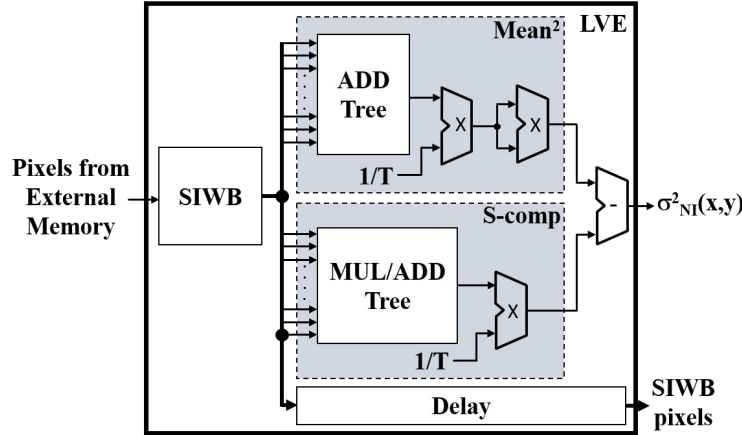 LVE
Mean²
ADD
Tree
X
X
1/T
Pixels from
External
Memory
SIWB
-
σ²NI(x,y)
S-comp
MUL/ADD
Tree
X
1/T
Delay
SIWB
pixels